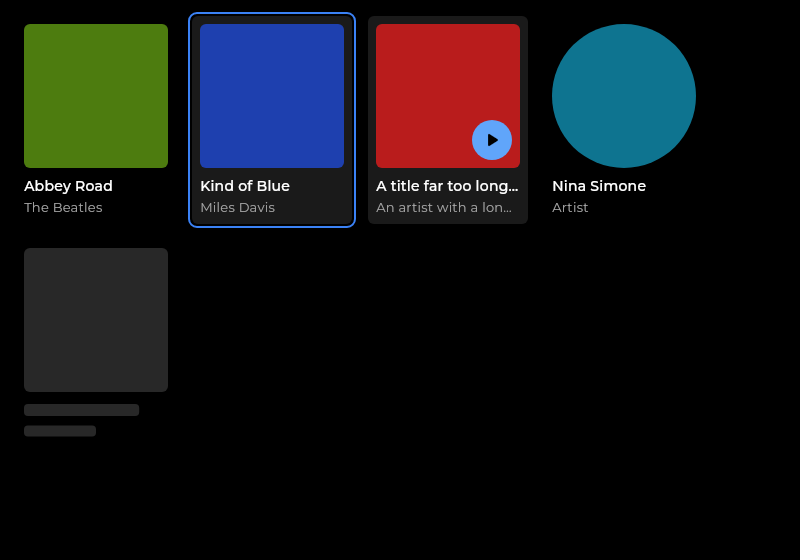 Abbey Road
The Beatles
Kind of Blue
Miles Davis
A title far too long...
An artist with a lon...
Nina Simone
Artist